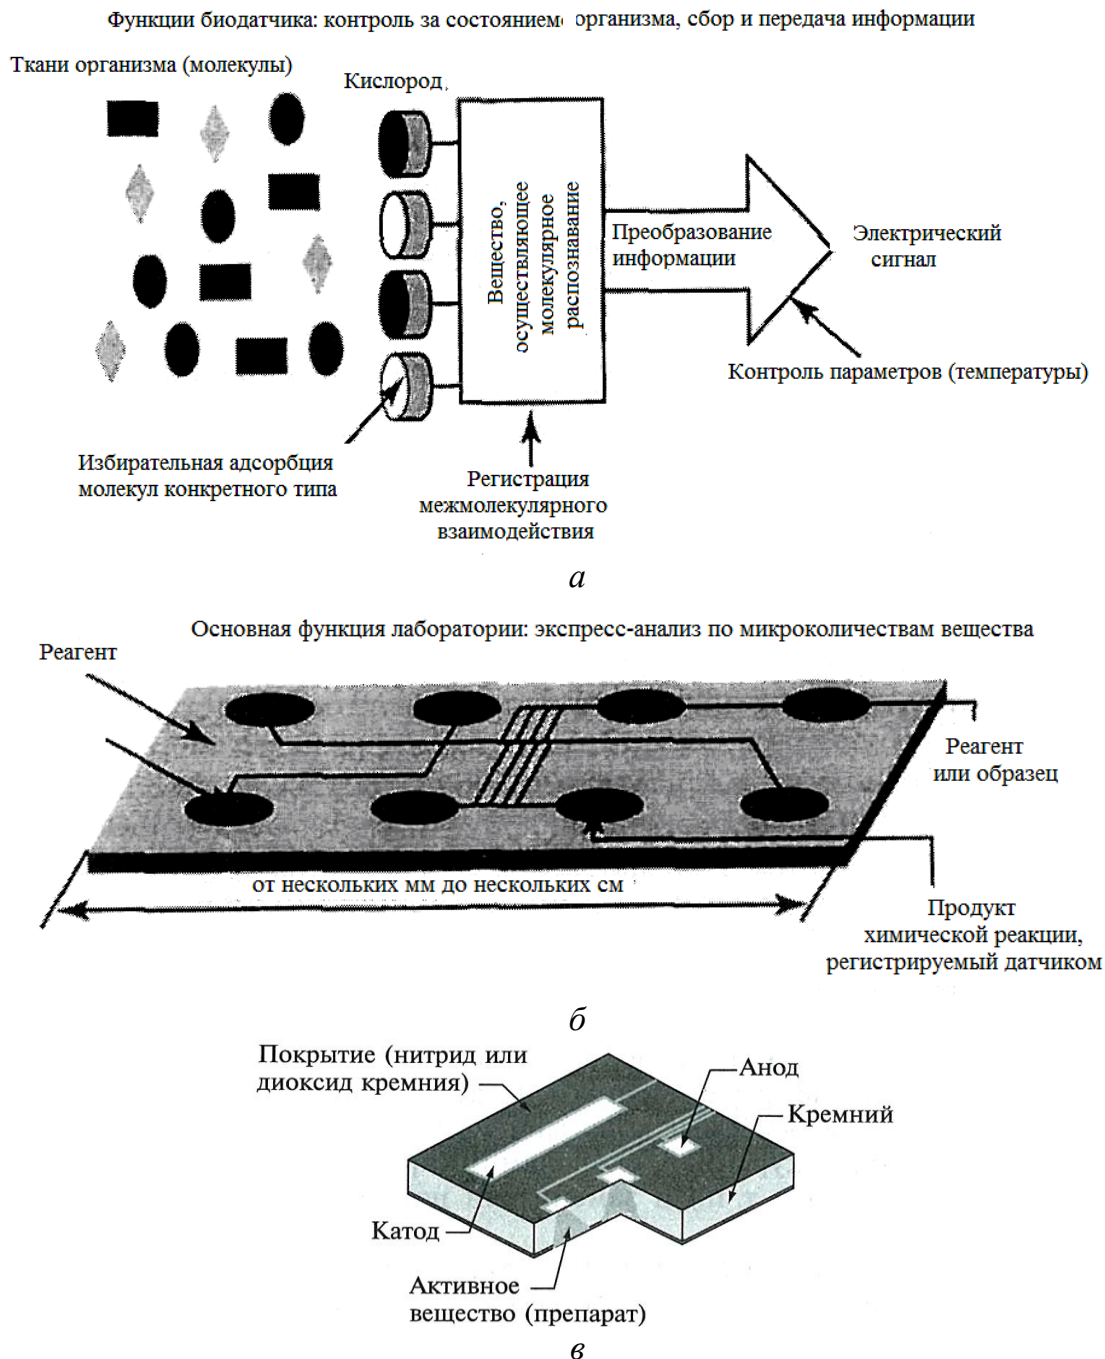 Функции биодатчика: контроль за состоянием организма, сбор и передача информации
Ткани организма (молекулы)
Кислород
Вещество,
осуществляющее
молекулярное
распознавание
Преобразование
информации
Электрический
сигнал
Контроль параметров (температуры)
Избирательная адсорбция
молекул конкретного типа
Регистрация
межмолекулярного
взаимодействия
а
Основная функция лаборатории: экспресс-анализ по микроколичествам вещества
Реагент
Реагент
или образец
от нескольких мм до нескольких см
Продукт
химической реакции,
регистрируемый датчиком
б
Покрытие (нитрид или
диоксид кремния)
Анод
Кремний
Катод
Активное
вещество (препарат)
в